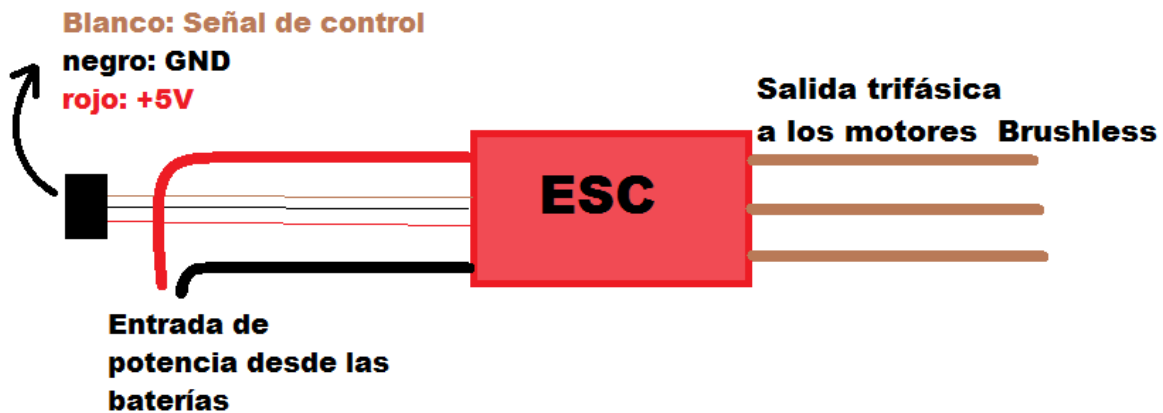 Blanco: Señal de control
negro: GND
rojo: +5V
Salida trifásica
a los motores Brushless
ESC
Entrada de
potencia desde las
baterías